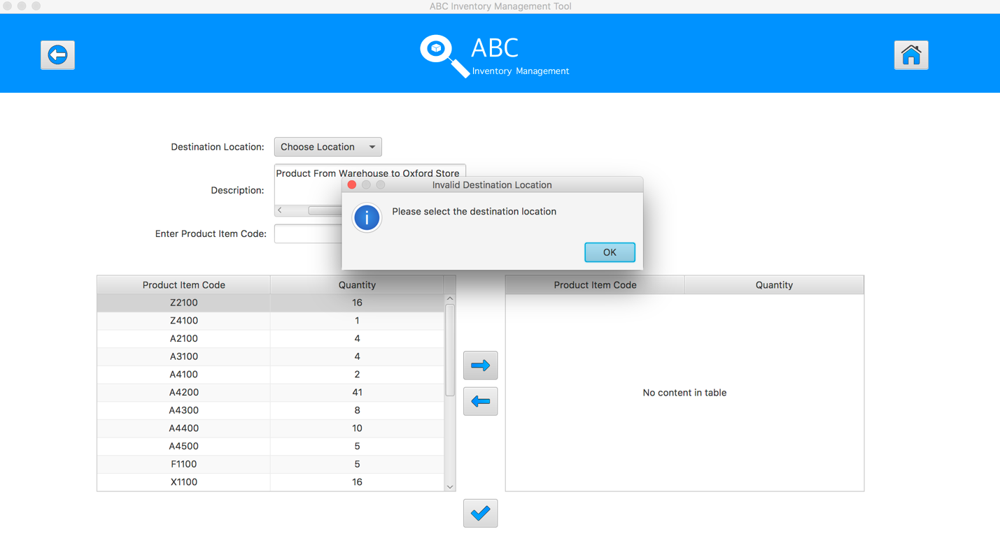 ABC Inventory Management Tool
ABC
Inventory Management
Destination Location: Choose Location
Description: Product From Warehouse to Oxford Store
Invalid Destination Location
i Please select the destination location
OK
Enter Product Item Code:
Product Item Code Quantity
Z2100 16
Z4100 1
A2100 4
A3100 4
A4100 2
A4200 41
A4300 8
A4400 10
A4500 5
F1100 5
X1100 16
Product Item Code Quantity
No content in table